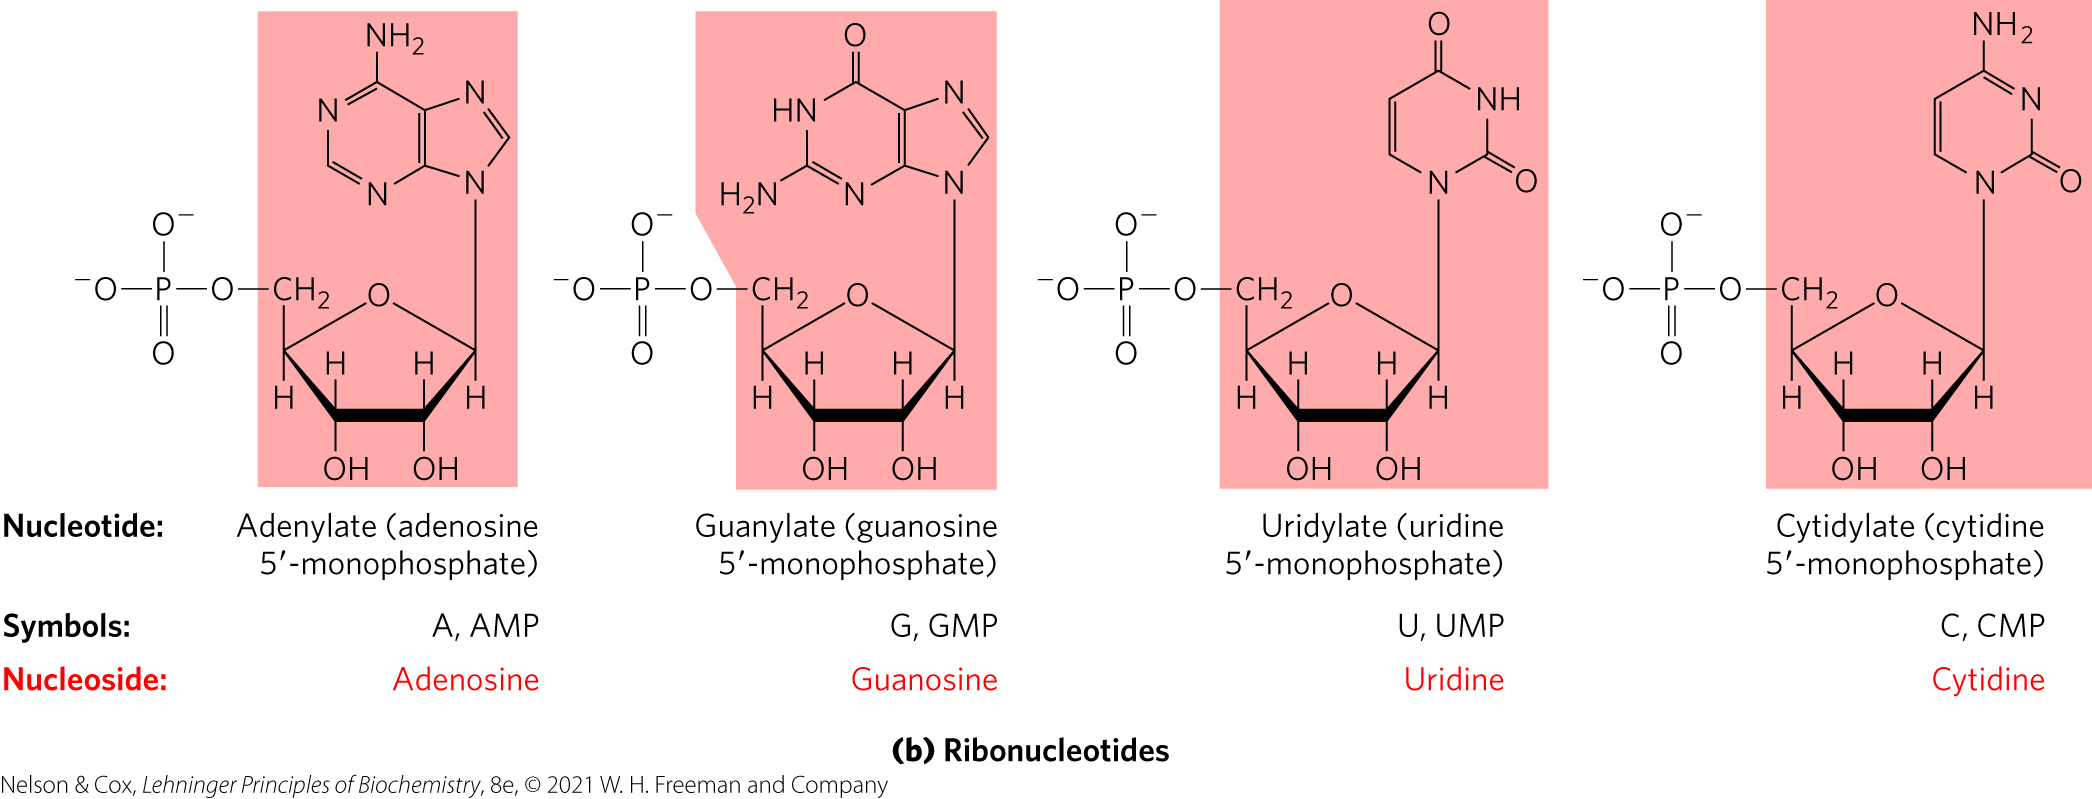 NH₂ O O NH₂
N N HN N NH N
N N H₂N N N N O N O
O⁻ O⁻ O⁻ O⁻
⁻O P O CH₂ O ⁻O P O CH₂ O ⁻O P O CH₂ O ⁻O P O CH₂ O
O H H O H H O H H O H H
H H H H H H H H
OH OH OH OH OH OH OH OH
Nucleotide: Adenylate (adenosine 5′-monophosphate) Guanylate (guanosine 5′-monophosphate) Uridylate (uridine 5′-monophosphate) Cytidylate (cytidine 5′-monophosphate)
Symbols: A, AMP G, GMP U, UMP C, CMP
Nucleoside: Adenosine Guanosine Uridine Cytidine
(b) Ribonucleotides
Nelson & Cox, Lehninger Principles of Biochemistry, 8e, © 2021 W. H. Freeman and Company